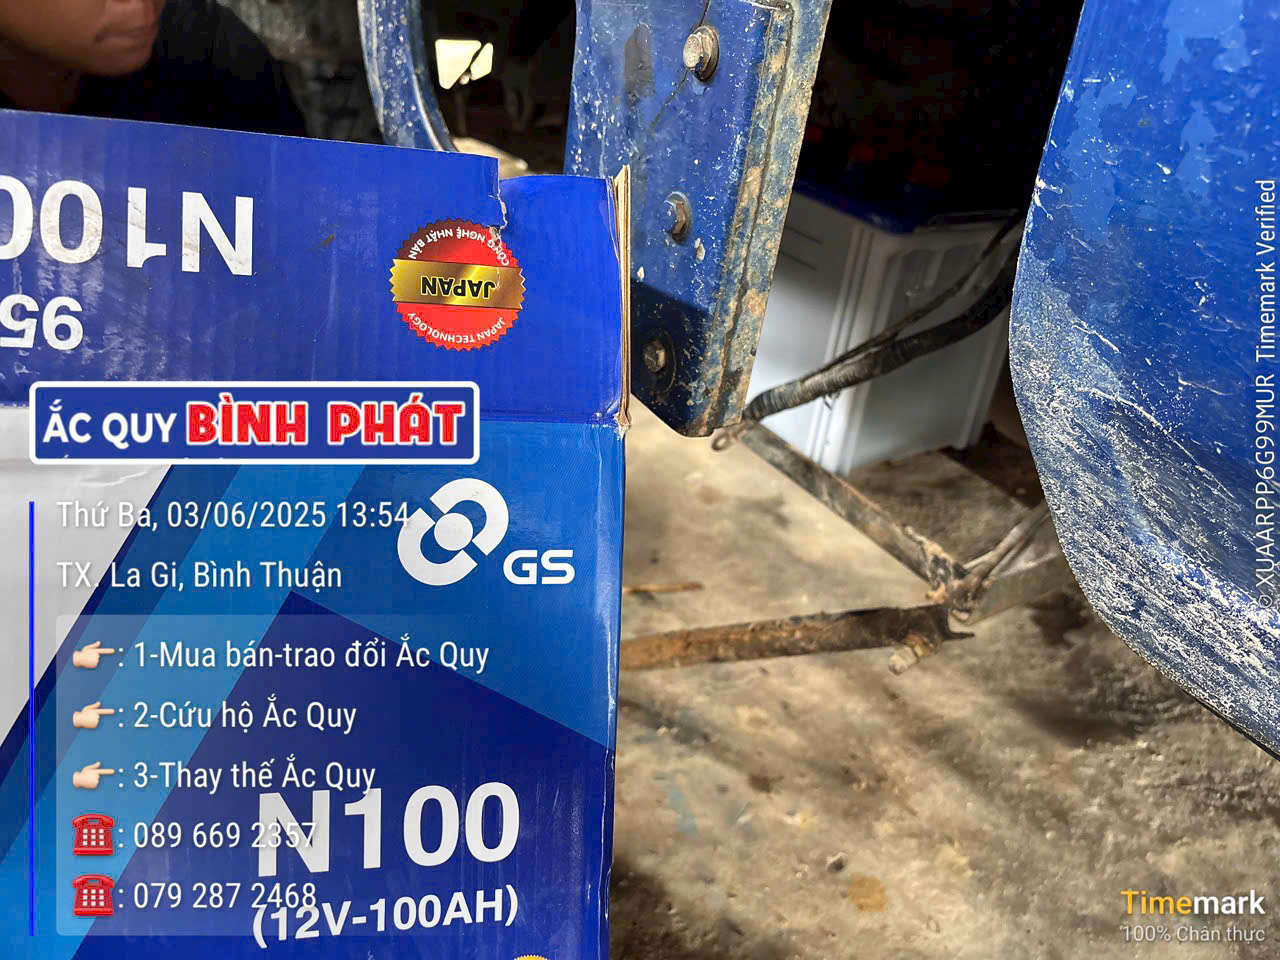 N100
95
CÔNG NGHỆ NHẬT BẢN
JAPAN
JAPAN TECHNOLOGY
ẮC QUY BÌNH PHÁT
Thứ Ba, 03/06/2025 13:54
TX. La Gi, Bình Thuận
GS
👉🏻: 1-Mua bán-trao đổi Ắc Quy
👉🏻: 2-Cứu hộ Ắc Quy
👉🏻: 3-Thay thế Ắc Quy
☎️: 089 669 2357
☎️: 079 287 2468
N100
(12V-100AH)
Timemark
100% Chân thực
© XUAARPP6G99MUR Timemark Verified